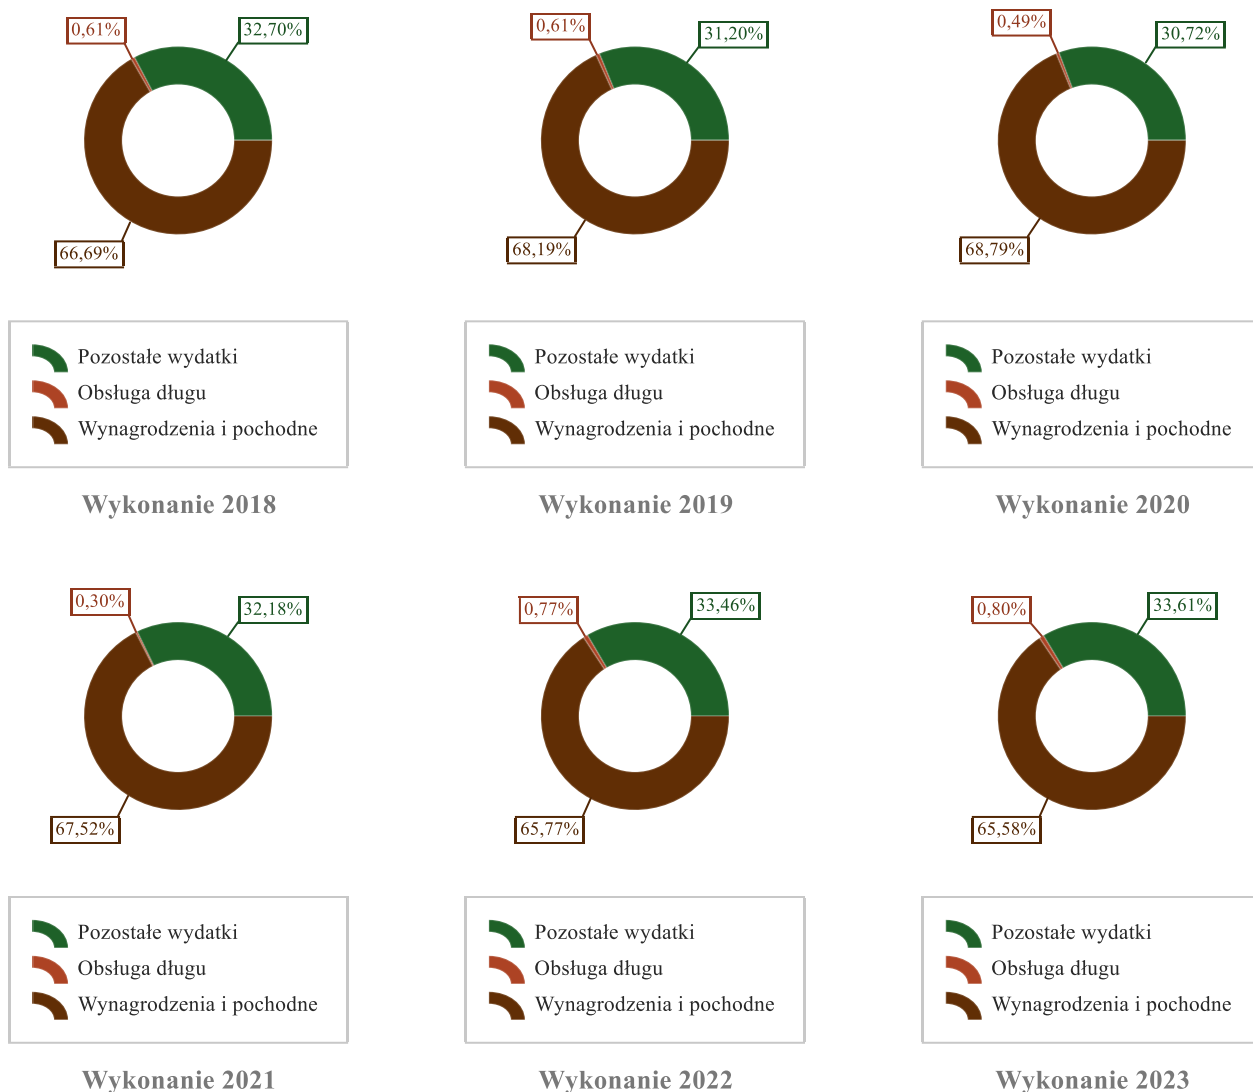 0,61%
32,70%
66,69%
Pozostałe wydatki
Obsługa długu
Wynagrodzenia i pochodne
Wykonanie 2018
0,61%
31,20%
68,19%
Pozostałe wydatki
Obsługa długu
Wynagrodzenia i pochodne
Wykonanie 2019
0,49%
30,72%
68,79%
Pozostałe wydatki
Obsługa długu
Wynagrodzenia i pochodne
Wykonanie 2020
0,30%
32,18%
67,52%
Pozostałe wydatki
Obsługa długu
Wynagrodzenia i pochodne
Wykonanie 2021
0,77%
33,46%
65,77%
Pozostałe wydatki
Obsługa długu
Wynagrodzenia i pochodne
Wykonanie 2022
0,80%
33,61%
65,58%
Pozostałe wydatki
Obsługa długu
Wynagrodzenia i pochodne
Wykonanie 2023